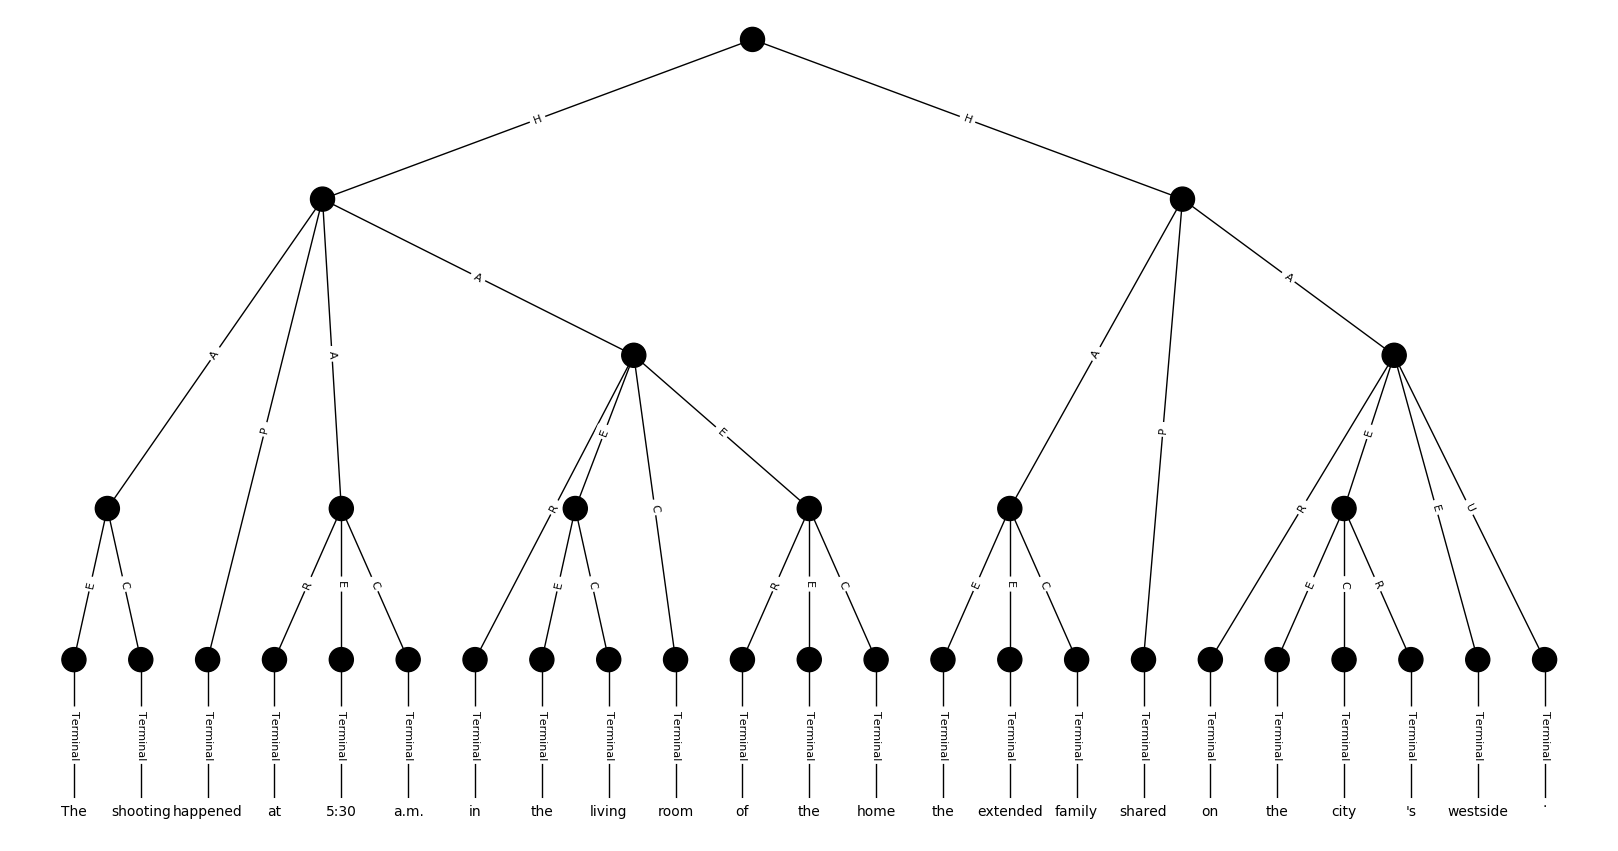 H H
A A A A
P E E P E
R C R E U
E C R E C E C R E C E E C E C R
Terminal Terminal Terminal Terminal Terminal Terminal Terminal Terminal Terminal Terminal Terminal Terminal Terminal Terminal Terminal Terminal Terminal Terminal Terminal Terminal Terminal Terminal Terminal
The shooting happened at 5:30 a.m. in the living room of the home the extended family shared on the city 's westside .